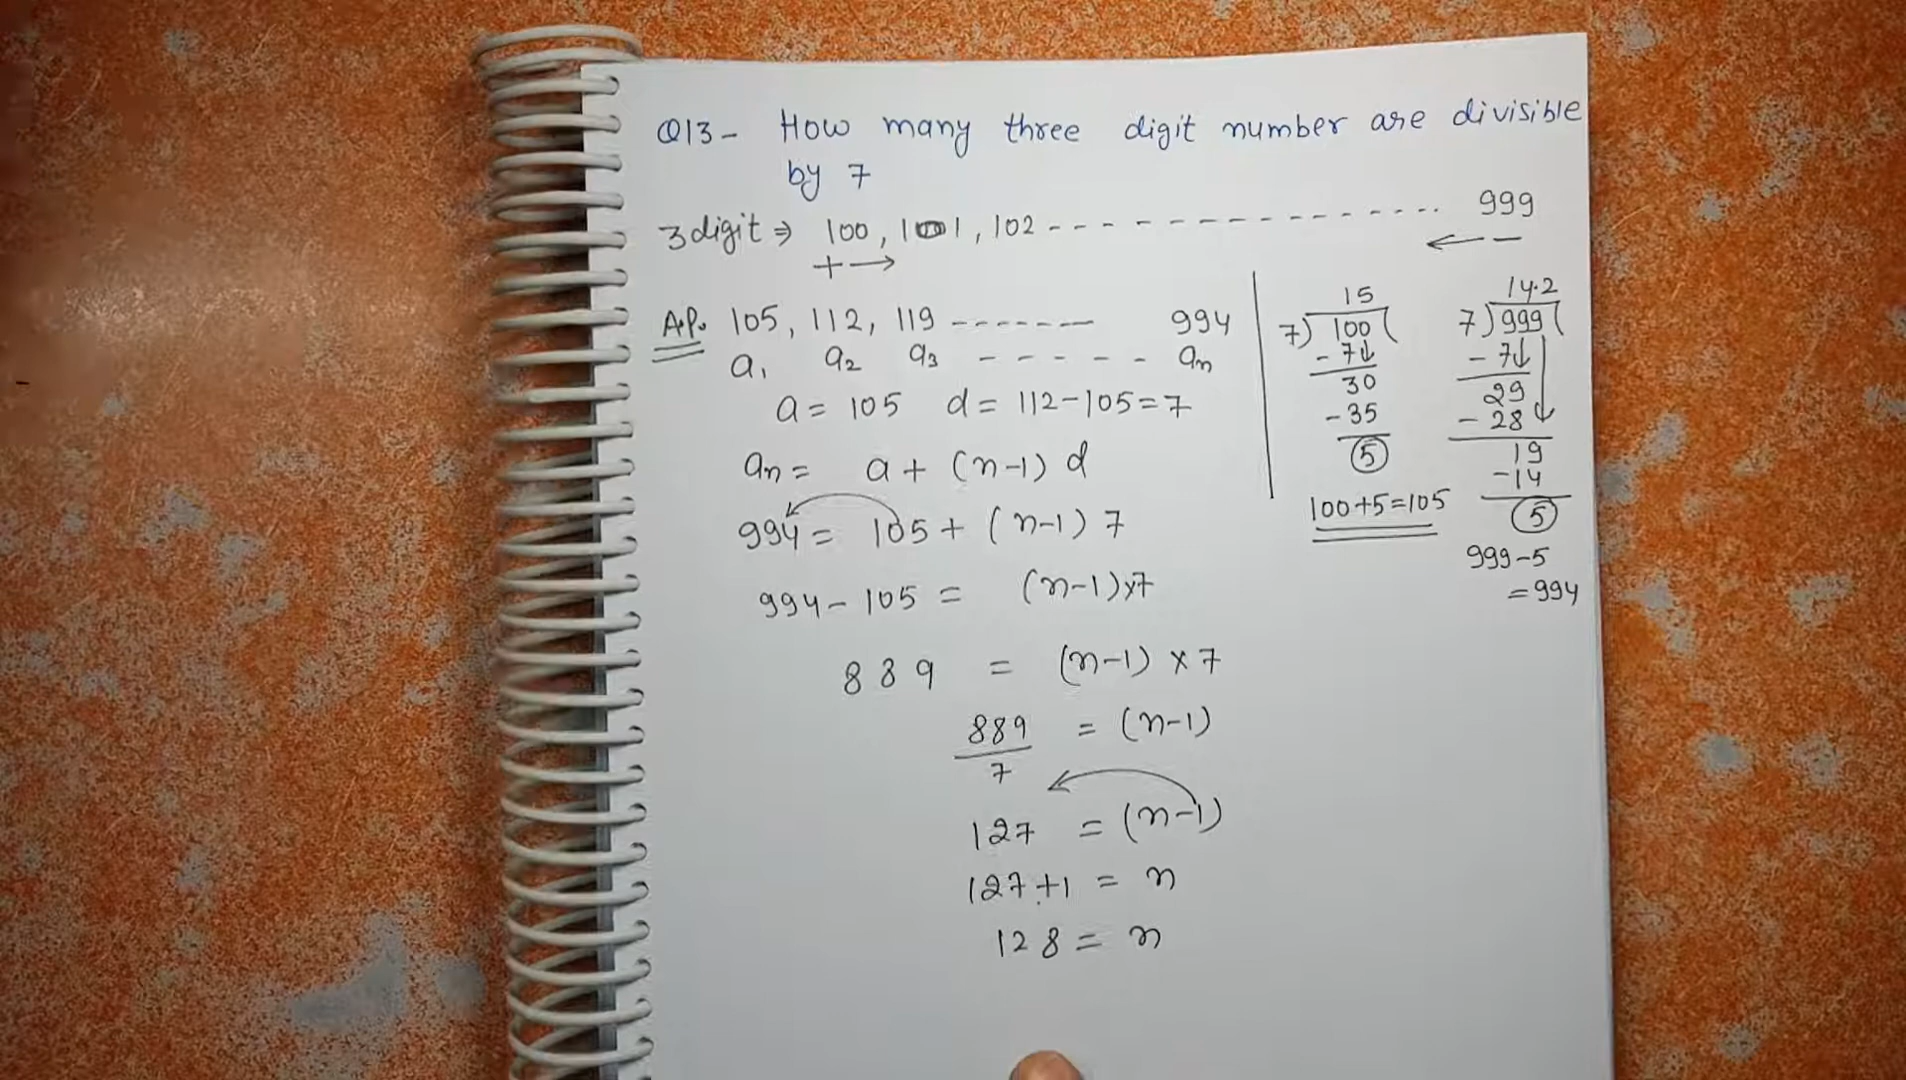 Q13- How many three digit number are divisible
by 7
3digit ⇒ 100, 101, 102 - - - - - - - - - - - - - - - 999
+→ ←-
A.P. 105, 112, 119 ------- 994
a1 a2 a3 - - - - - - an
a = 105 d = 112-105=7
an = a + (n-1) d
994 = 105 + (n-1) 7
994 - 105 = (n-1)x7
889 = (n-1) x 7
889/7 = (n-1)
127 = (n-1)
127+1 = n
128 = n
15
7) 100 (
- 7↓
30
-35
5
100+5=105
14.2
7) 999 (
- 7↓
29
- 28↓
19
-14
5
999-5
=994